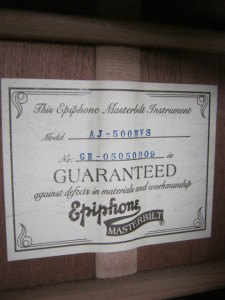 This Epiphone Masterbilt Instrument
Model AJ-500MVS
No: GR-05050009 is
GUARANTEED
against defects in materials and workmanship
Epiphone
MASTERBILT ®